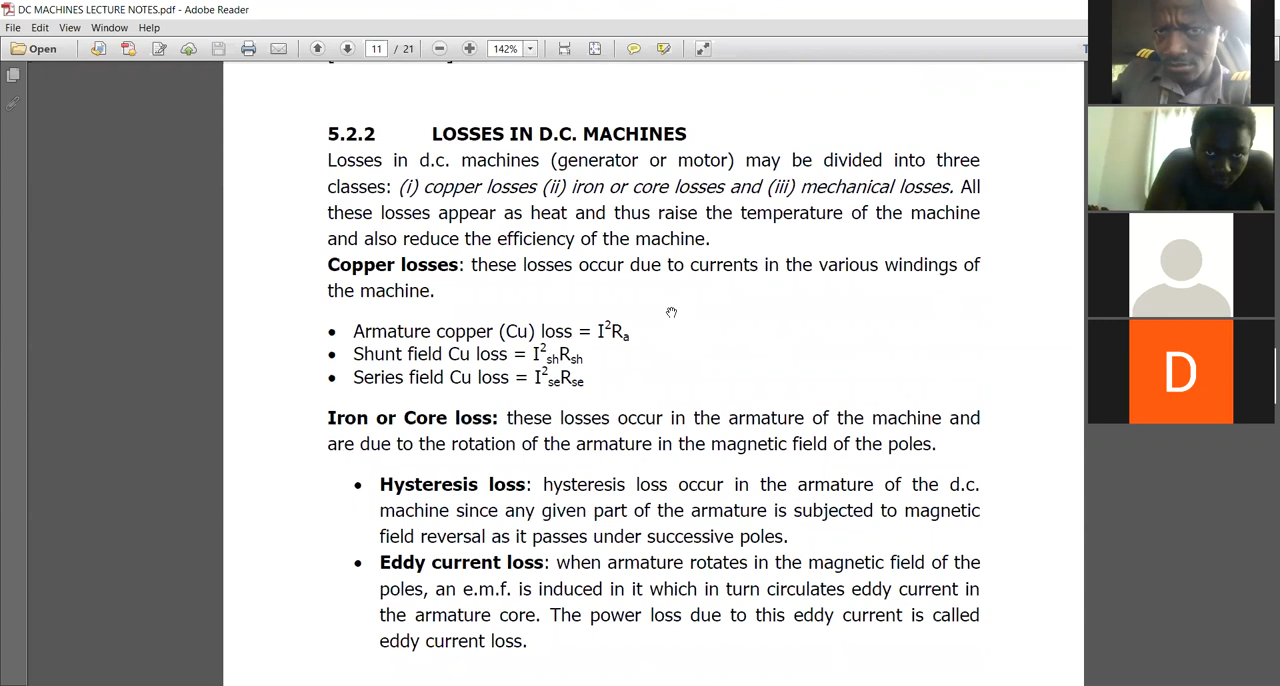 DC MACHINES LECTURE NOTES.pdf - Adobe Reader
File Edit View Window Help
Open 11 / 21 142% T
5.2.2 LOSSES IN D.C. MACHINES
Losses in d.c. machines (generator or motor) may be divided into three
classes: (i) copper losses (ii) iron or core losses and (iii) mechanical losses. All
these losses appear as heat and thus raise the temperature of the machine
and also reduce the efficiency of the machine.
Copper losses: these losses occur due to currents in the various windings of
the machine.
• Armature copper (Cu) loss = I²Rₐ
• Shunt field Cu loss = I²shRsh
• Series field Cu loss = I²seRse
Iron or Core loss: these losses occur in the armature of the machine and
are due to the rotation of the armature in the magnetic field of the poles.
• Hysteresis loss: hysteresis loss occur in the armature of the d.c.
machine since any given part of the armature is subjected to magnetic
field reversal as it passes under successive poles.
• Eddy current loss: when armature rotates in the magnetic field of the
poles, an e.m.f. is induced in it which in turn circulates eddy current in
the armature core. The power loss due to this eddy current is called
eddy current loss.
D